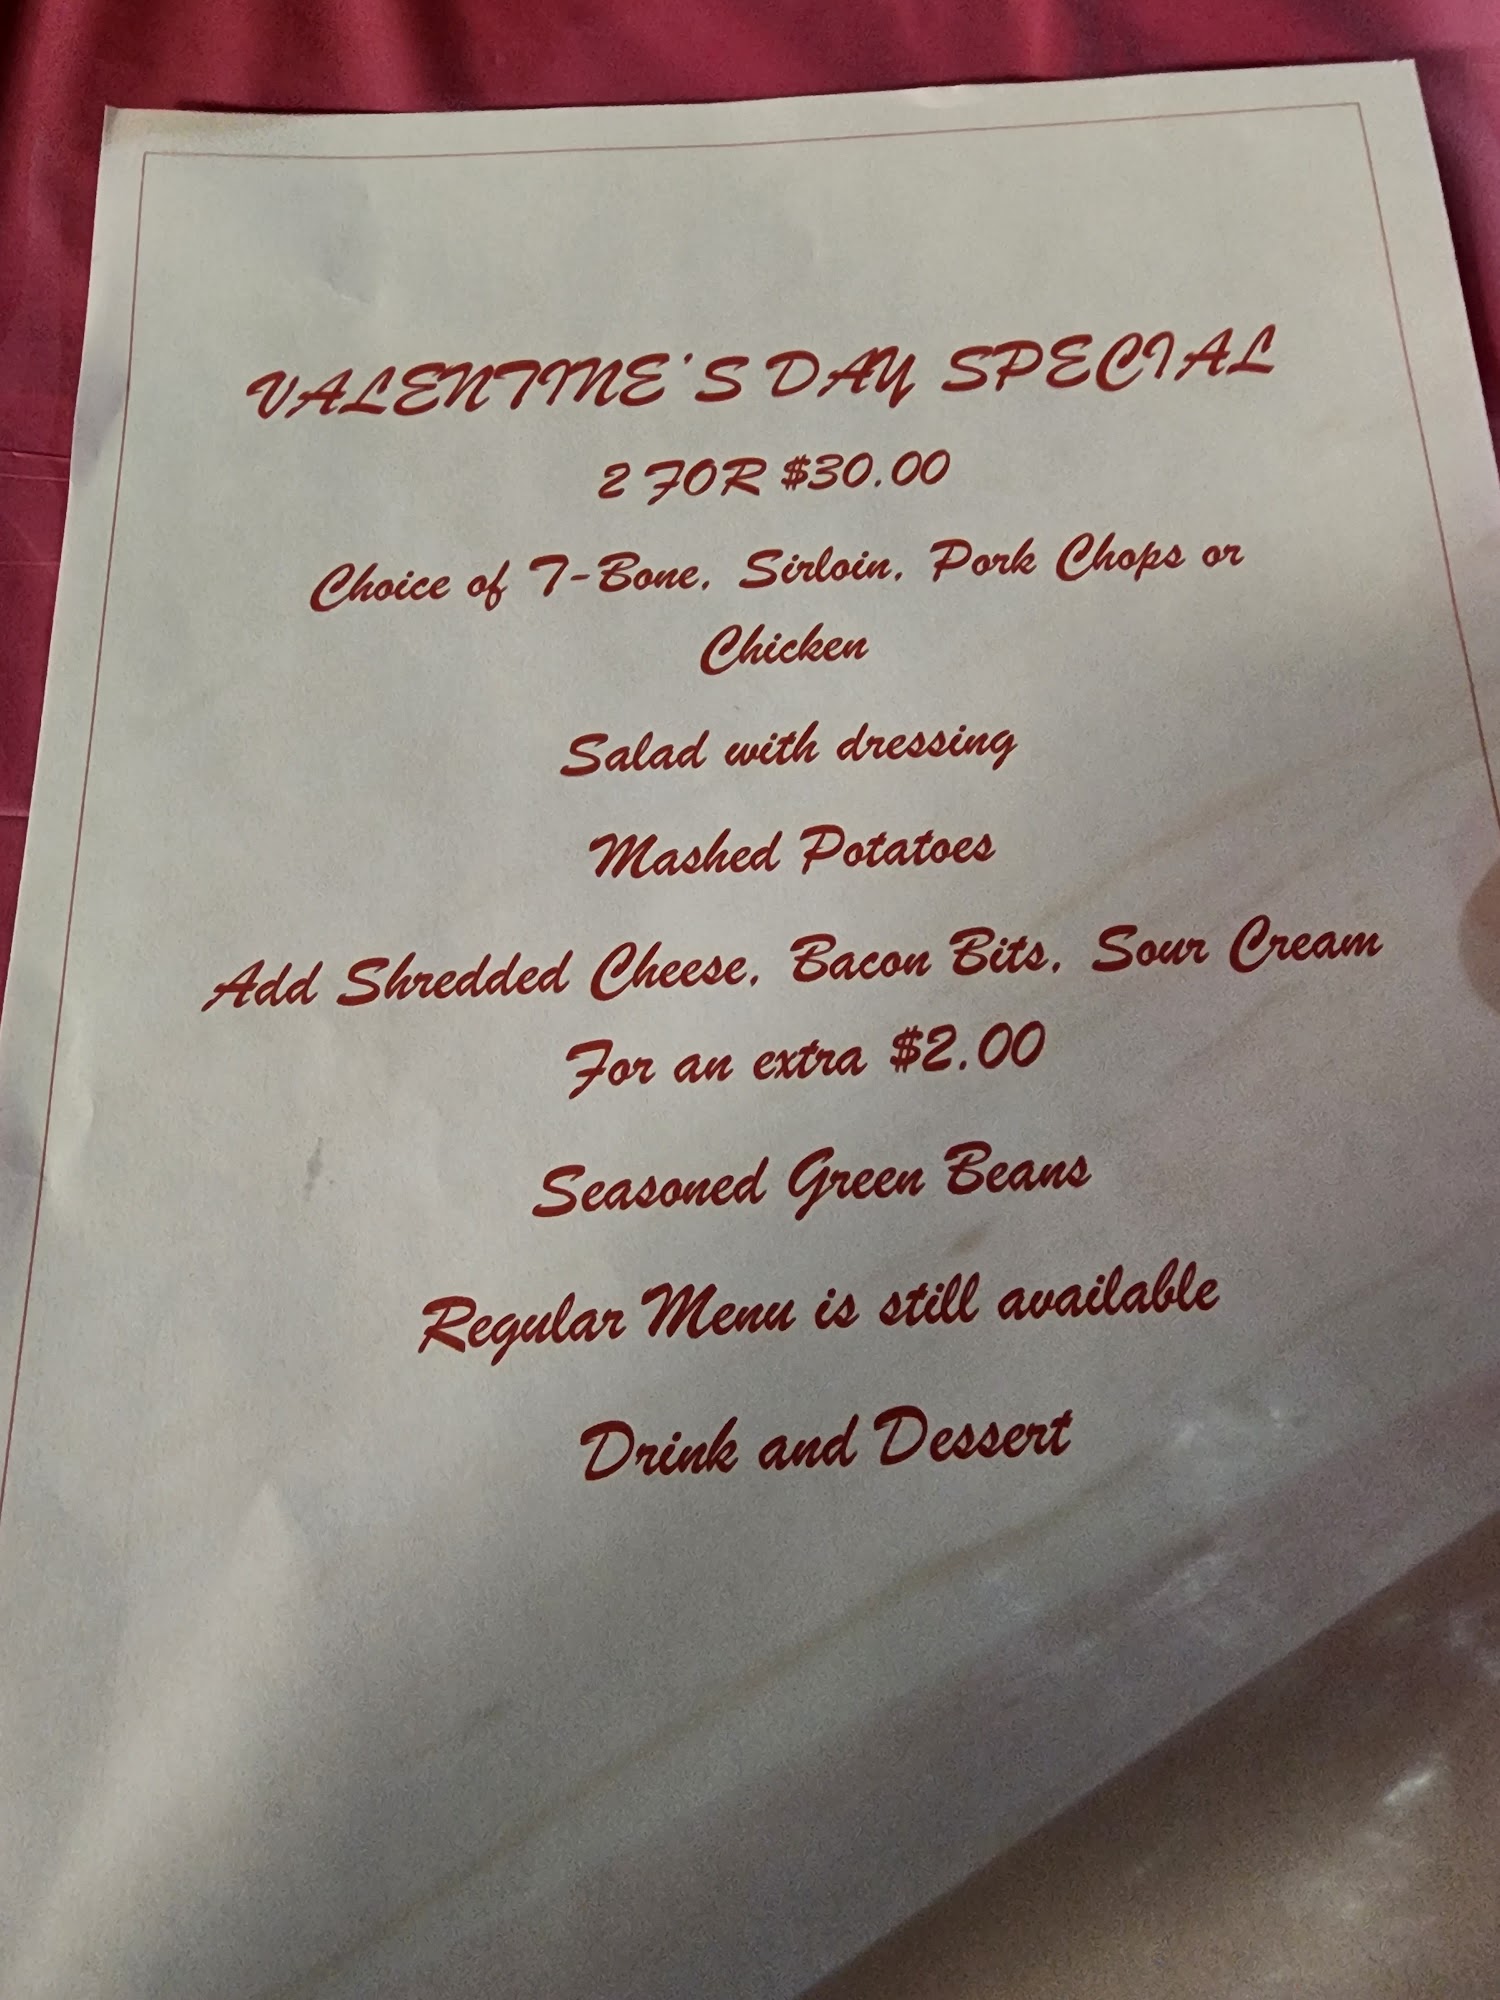 VALENTINE'S DAY SPECIAL
2 FOR $30.00
Choice of T-Bone, Sirloin, Pork Chops or
Chicken
Salad with dressing
Mashed Potatoes
Add Shredded Cheese, Bacon Bits, Sour Cream
For an extra $2.00
Seasoned Green Beans
Regular Menu is still available
Drink and Dessert